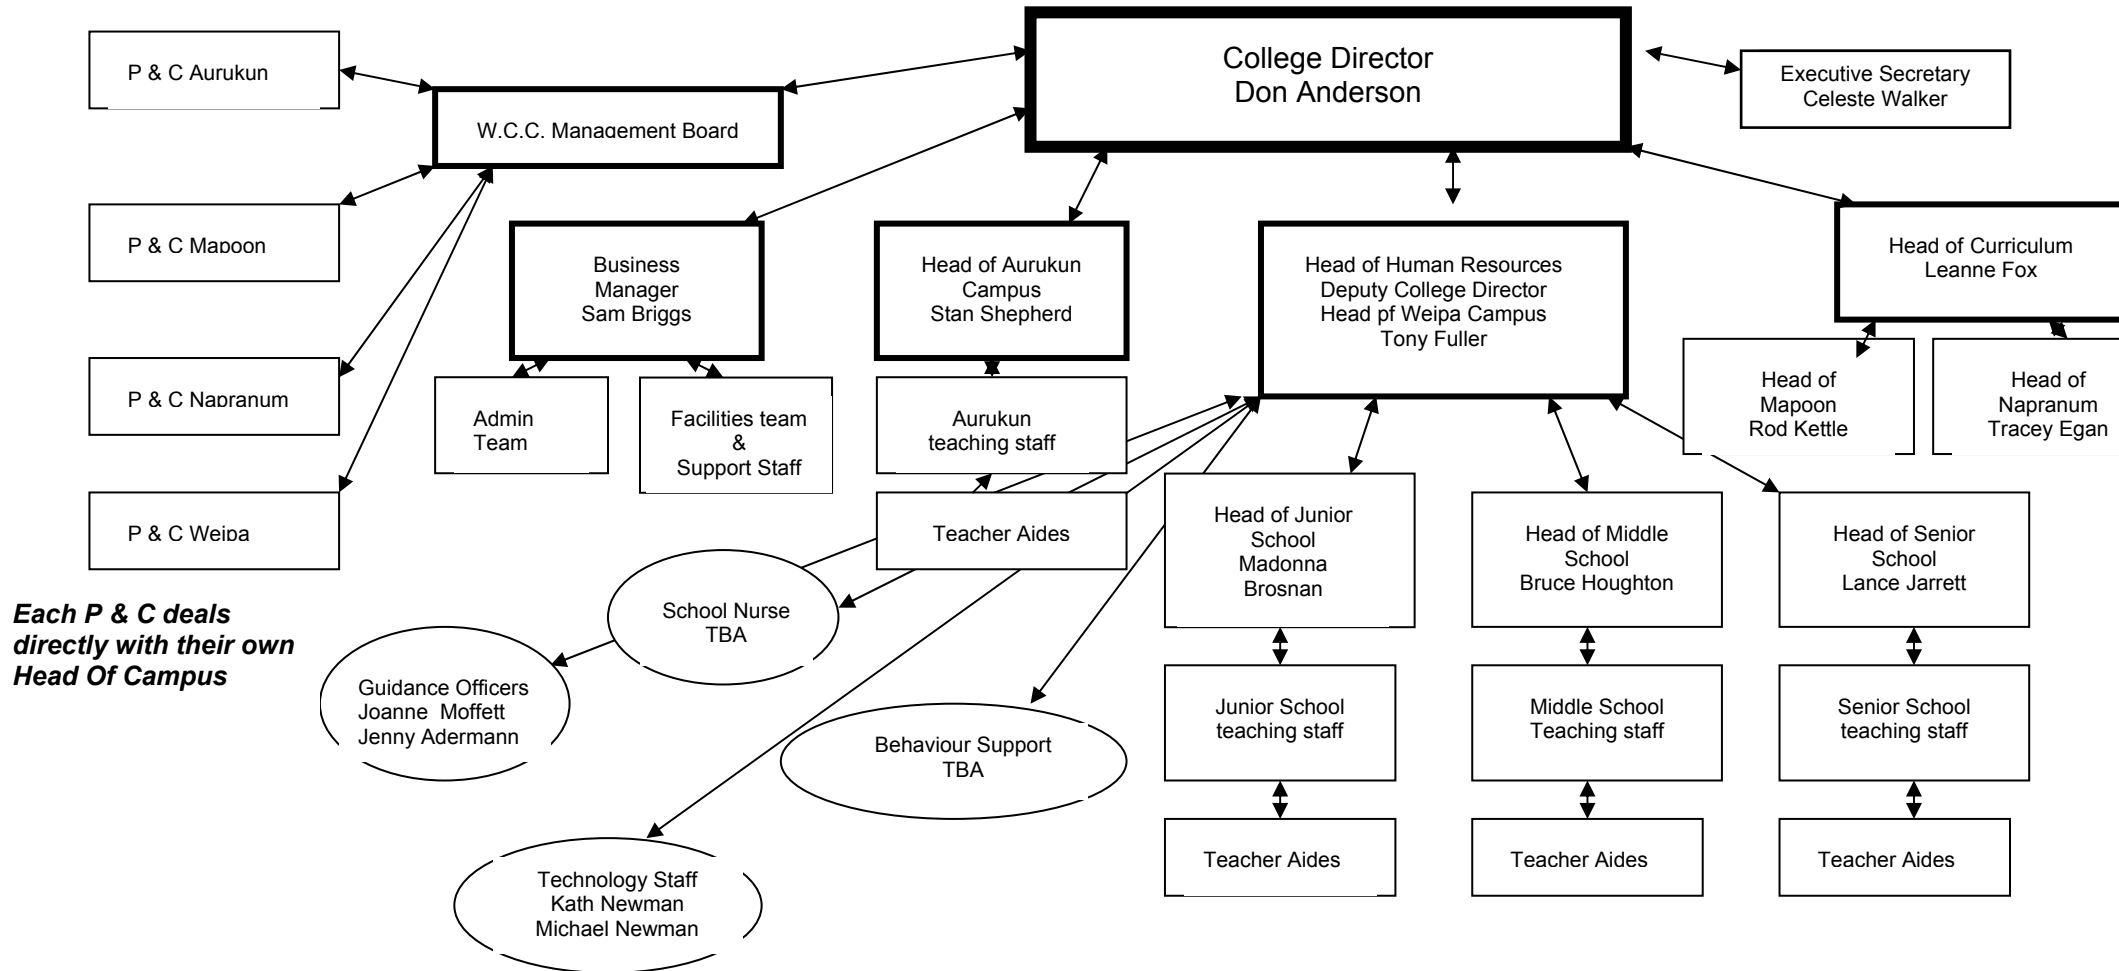 College Director
Don Anderson
P & C Aurukun
Executive Secretary
Celeste Walker
W.C.C. Management Board
P & C Mapoon
Business
Manager
Sam Briggs
Head of Aurukun
Campus
Stan Shepherd
Head of Human Resources
Deputy College Director
Head pf Weipa Campus
Tony Fuller
Head of Curriculum
Leanne Fox
P & C Napranum
Admin
Team
Facilities team
&
Support Staff
Aurukun
teaching staff
Head of
Mapoon
Rod Kettle
Head of
Napranum
Tracey Egan
P & C Weipa
Teacher Aides
Head of Junior
School
Madonna
Brosnan
Head of Middle
School
Bruce Houghton
Head of Senior
School
Lance Jarrett
Each P & C deals
directly with their own
Head Of Campus
School Nurse
TBA
Guidance Officers
Joanne  Moffett
Jenny Adermann
Behaviour Support
TBA
Junior School
teaching staff
Middle School
Teaching staff
Senior School
teaching staff
Technology Staff
Kath Newman
Michael Newman
Teacher Aides
Teacher Aides
Teacher Aides